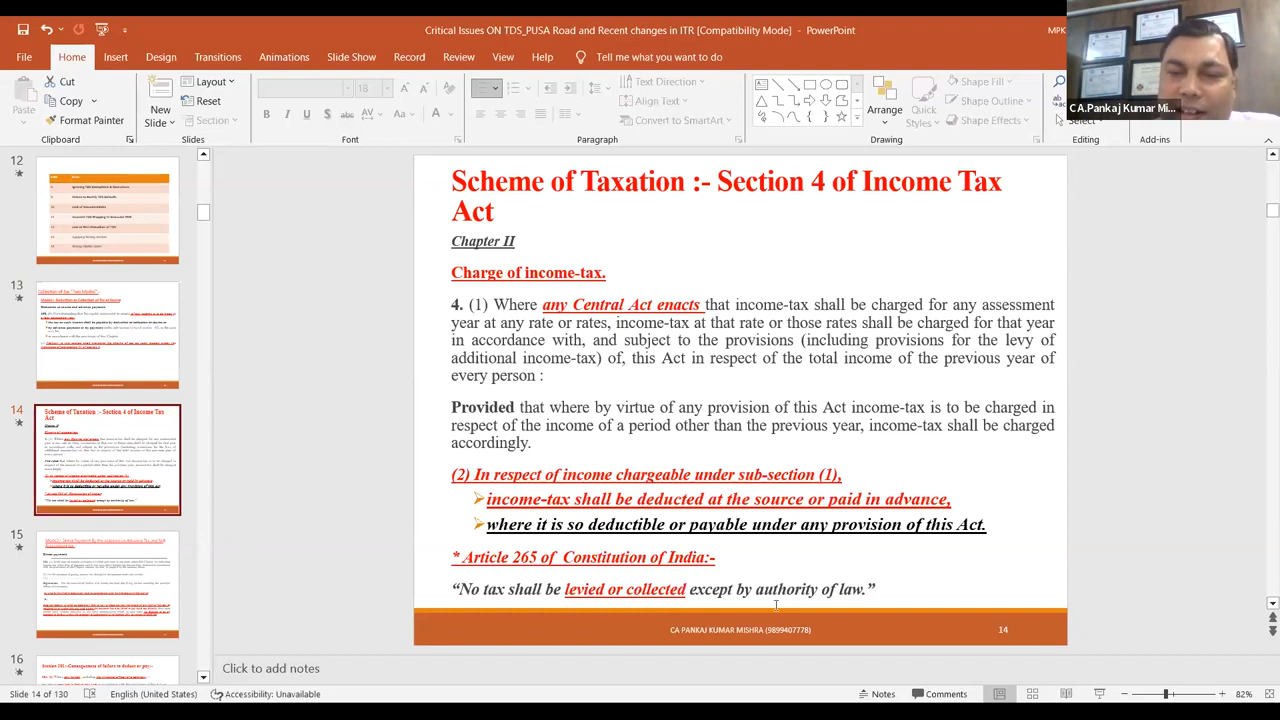 Critical Issues ON TDS_PUSA Road and Recent changes in ITR [Compatibility Mode] - PowerPoint
MPK
File Home Insert Design Transitions Animations Slide Show Record Review View Help Tell me what you want to do
Paste
Cut
Copy
Format Painter
Clipboard
New
Slide
Layout
Reset
Section
Slides
18
B I U S ab AV Aa
Font
Text Direction
Align Text
Convert to SmartArt
Paragraph
Arrange
Quick
Styles
Shape Fill
Shape Outline
Shape Effects
Drawing
Select
Editing
Add-ins
C A.Pankaj Kumar Mi...
12
13
14
15
16
Scheme of Taxation :- Section 4 of Income Tax
Act
Chapter II
Charge of income-tax.
4. (1) Where any Central Act enacts that income-tax shall be charged for any assessment
year at any rate or rates, income-tax at that rate or those rates shall be charged for that year
in accordance with, and subject to the provisions (including provisions for the levy of
additional income-tax) of, this Act in respect of the total income of the previous year of
every person :
Provided that where by virtue of any provision of this Act income-tax is to be charged in
respect of the income of a period other than the previous year, income-tax shall be charged
accordingly.
(2) In respect of income chargeable under sub-section (1),
income-tax shall be deducted at the source or paid in advance,
where it is so deductible or payable under any provision of this Act.
* Article 265 of Constitution of India:-
“No tax shall be levied or collected except by authority of law.”
CA PANKAJ KUMAR MISHRA (9899407778)
14
Click to add notes
Slide 14 of 130 English (United States) Accessibility: Unavailable Notes Comments 82%